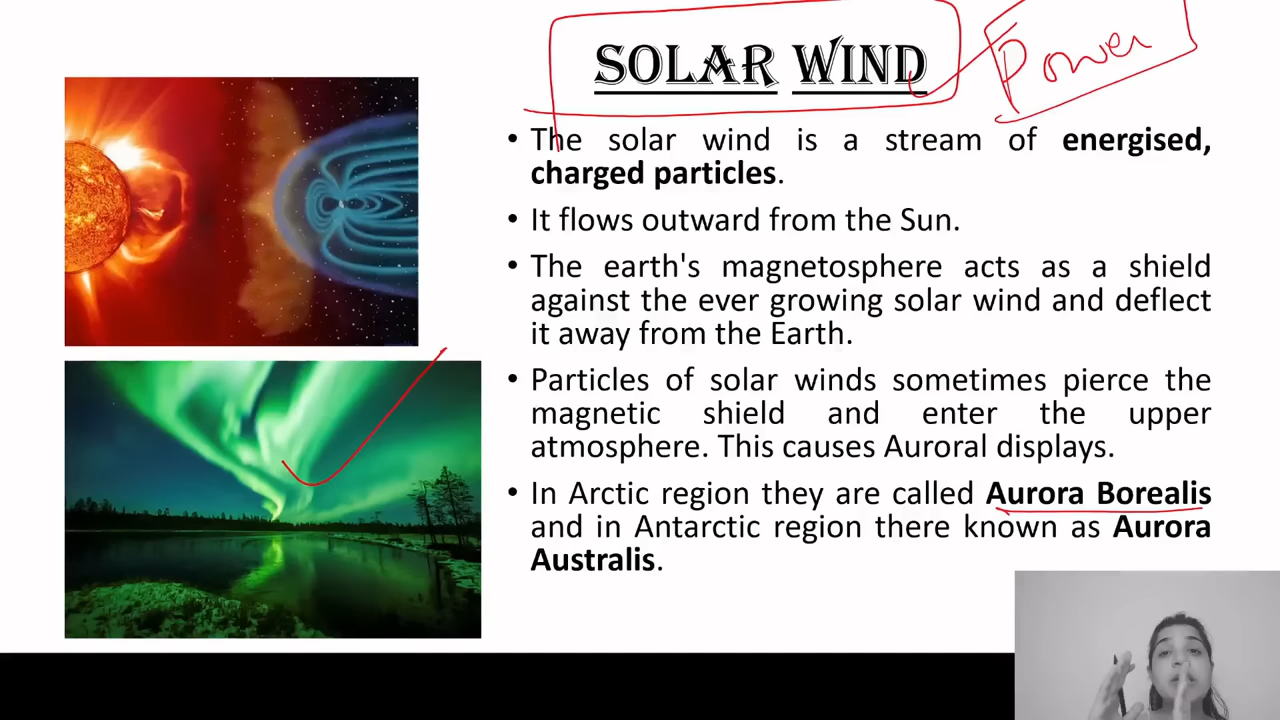 SOLAR WIND
Power
• The solar wind is a stream of energised,
charged particles.
• It flows outward from the Sun.
• The earth's magnetosphere acts as a shield
against the ever growing solar wind and deflect
it away from the Earth.
• Particles of solar winds sometimes pierce the
magnetic shield and enter the upper
atmosphere. This causes Auroral displays.
• In Arctic region they are called Aurora Borealis
and in Antarctic region there known as Aurora
Australis.